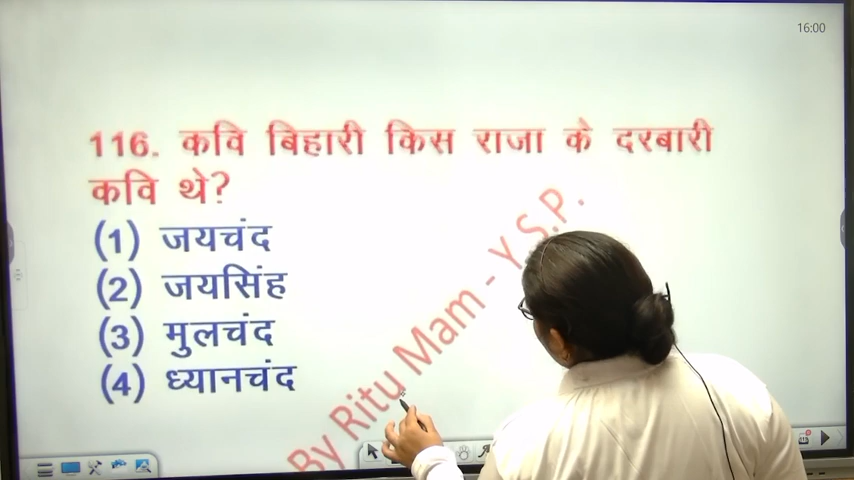 16:00
116. कवि बिहारी किस राजा के दरबारी
कवि थे?
(1) जयचंद
(2) जयसिंह
(3) मुलचंद
(4) ध्यानचंद
By Ritu Mam - Y.S.P.